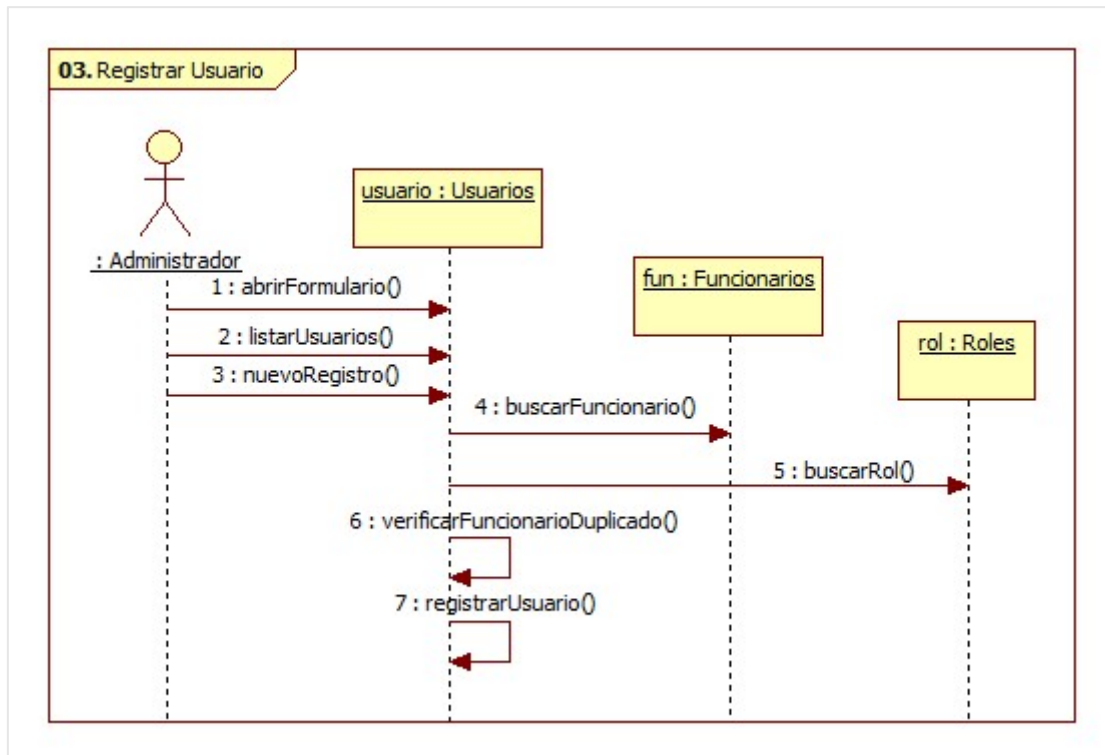 03. Registrar Usuario
: Administrador
usuario : Usuarios
fun : Funcionarios
rol : Roles
1 : abrirFormulario()
2 : listarUsuarios()
3 : nuevoRegistro()
4 : buscarFuncionario()
5 : buscarRol()
6 : verificarFuncionarioDuplicado()
7 : registrarUsuario()